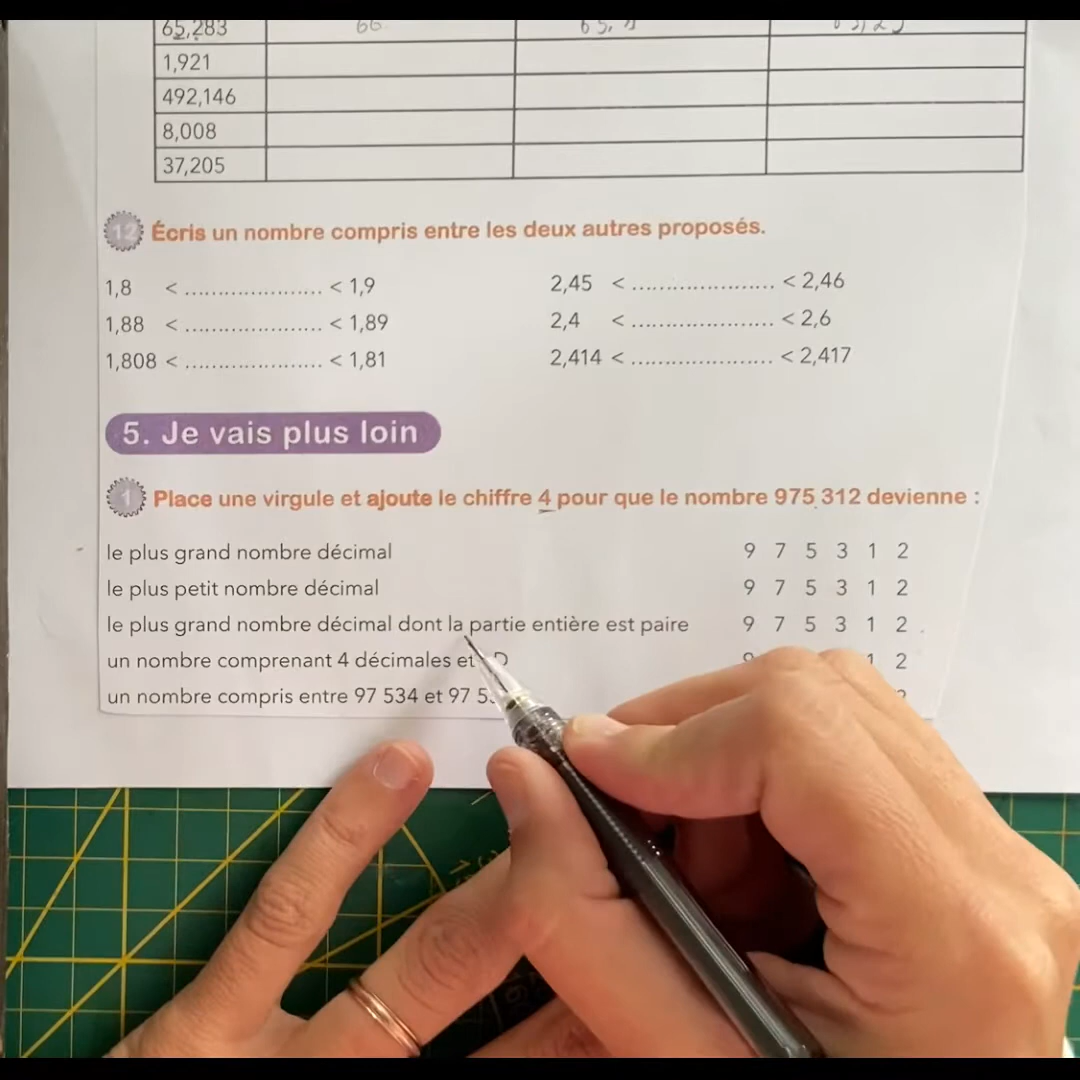 65,283 66
1,921
492,146
8,008
37,205
12 Écris un nombre compris entre les deux autres proposés.
1,8 < ..................... < 1,9 2,45 < ..................... < 2,46
1,88 < ..................... < 1,89 2,4 < ..................... < 2,6
1,808 < ..................... < 1,81 2,414 < ..................... < 2,417
5. Je vais plus loin
1 Place une virgule et ajoute le chiffre 4 pour que le nombre 975 312 devienne :
le plus grand nombre décimal 9 7 5 3 1 2
le plus petit nombre décimal 9 7 5 3 1 2
le plus grand nombre décimal dont la partie entière est paire 9 7 5 3 1 2
un nombre comprenant 4 décimales et D 1 2
un nombre compris entre 97 534 et 97 5